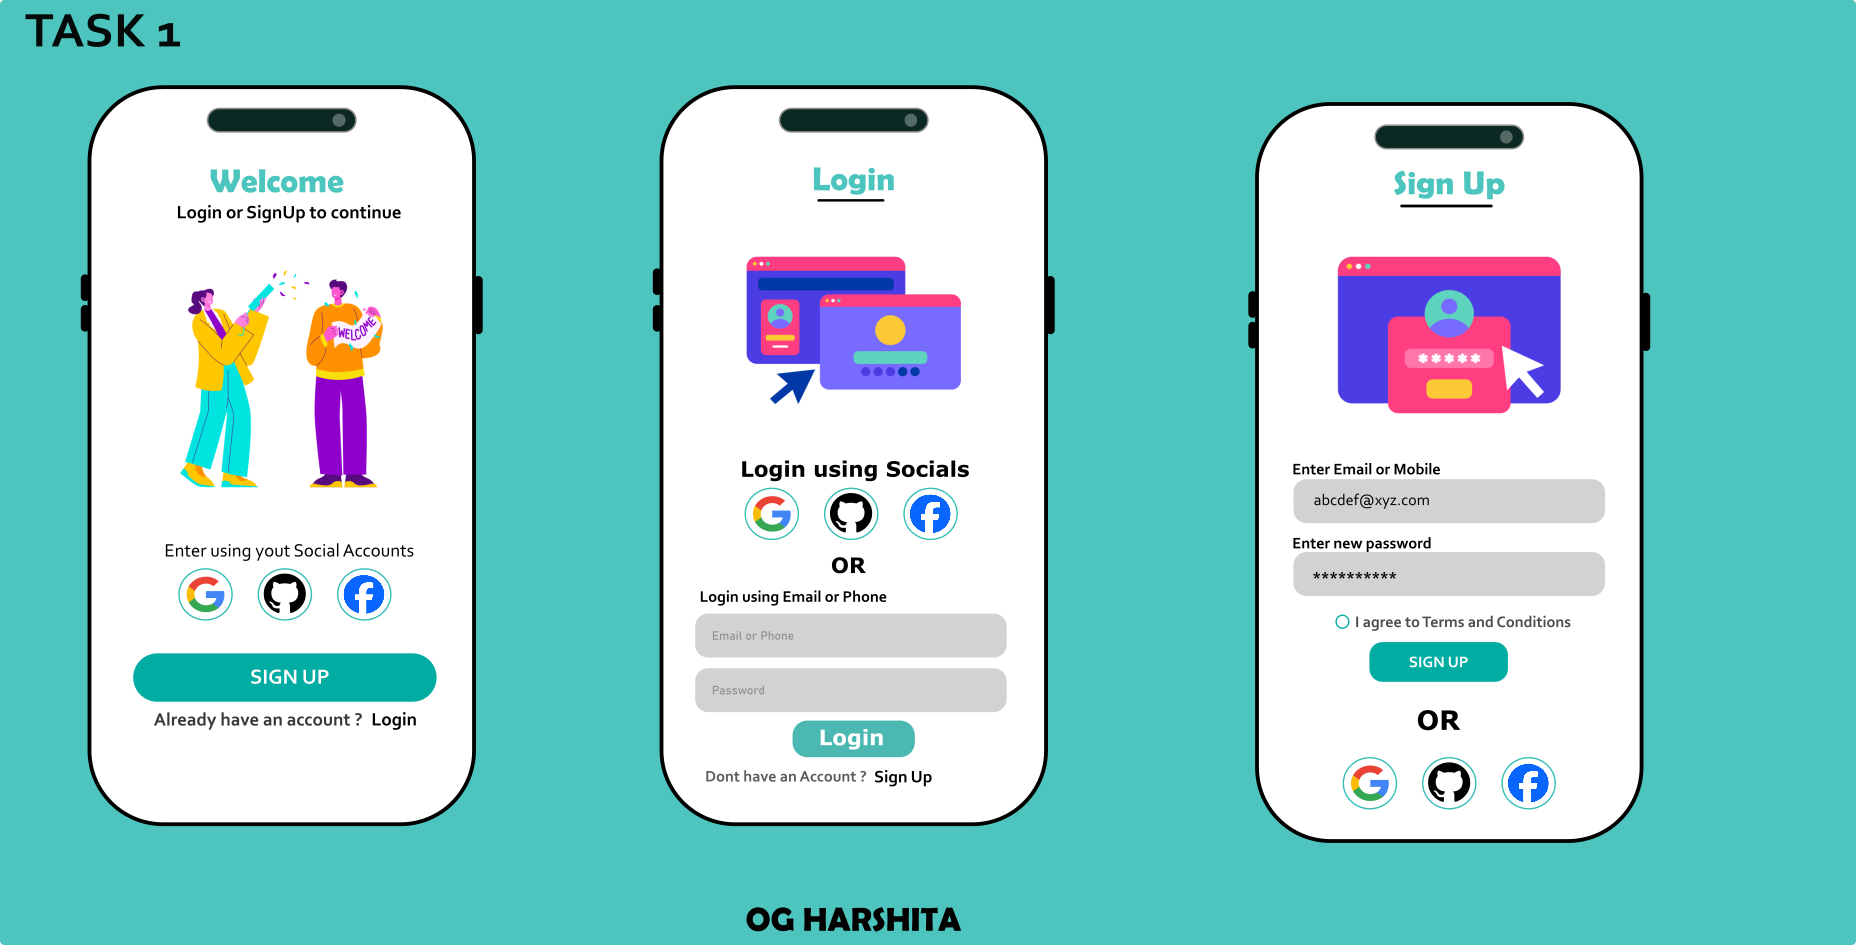 TASK 1
Welcome
Login or SignUp to continue
WELCOME
Enter using yout Social Accounts
SIGN UP
Already have an account ? Login
Login
Login using Socials
OR
Login using Email or Phone
Email or Phone
Password
Login
Dont have an Account ? Sign Up
Sign Up
*****
Enter Email or Mobile
abcdef@xyz.com
Enter new password
**********
I agree to Terms and Conditions
SIGN UP
OR
OG HARSHITA